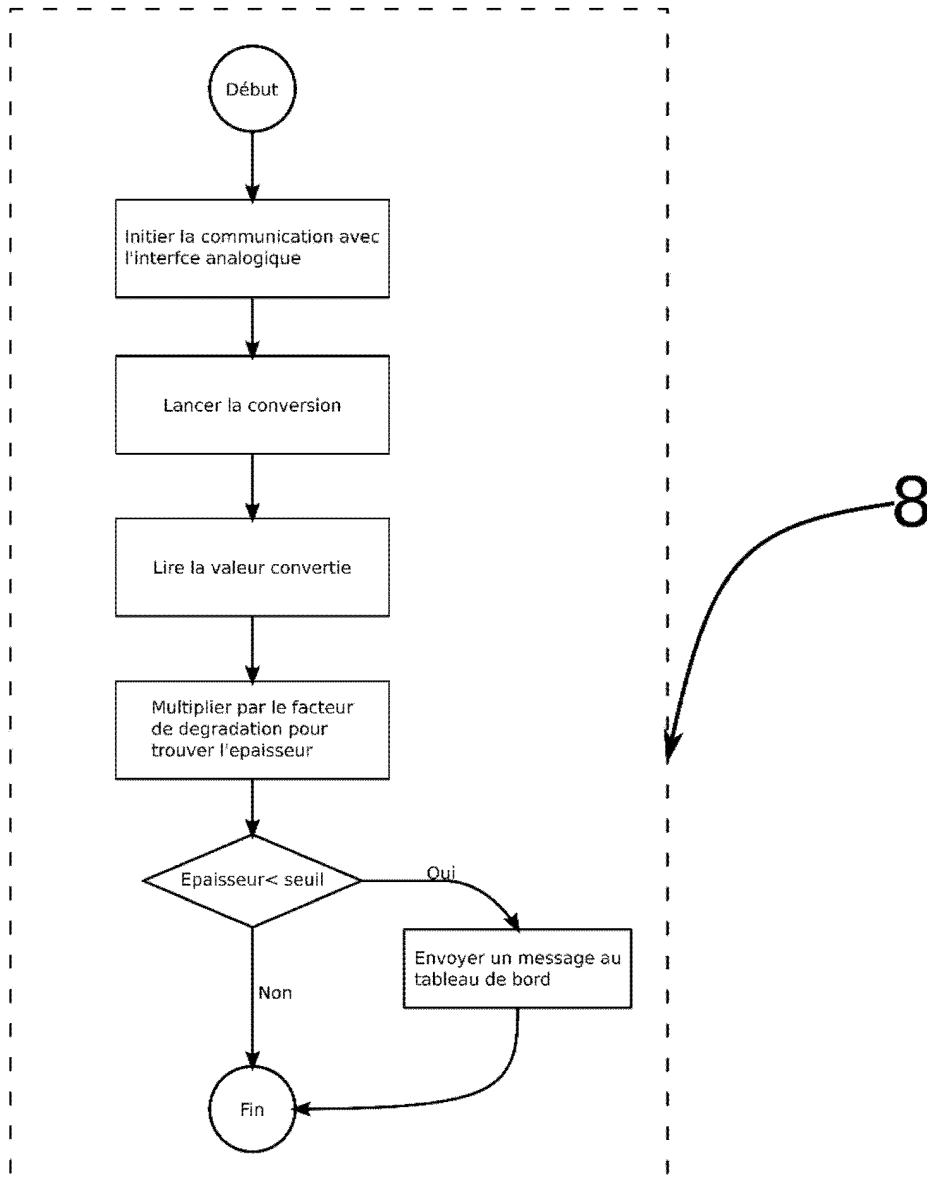 Début
Initier la communication avec
l'interfce analogique
Lancer la conversion
8
Lire la valeur convertie
Multiplier par le facteur
de degradation pour
trouver l'epaisseur
Epaisseur< seuil
Oui
Envoyer un message au
tableau de bord
Non
Fin